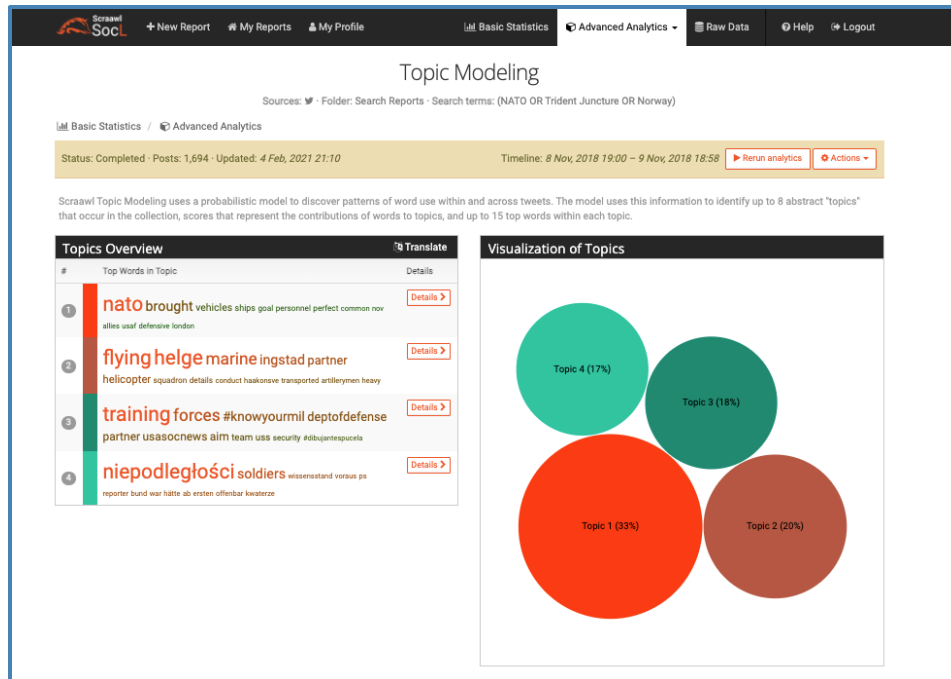 Scraawl
SocL
New Report
My Reports
My Profile
Basic Statistics
Advanced Analytics
Raw Data
Help
Logout
Topic Modeling
Sources: · Folder: Search Reports · Search terms: (NATO OR Trident Juncture OR Norway)
Basic Statistics / Advanced Analytics
Status: Completed · Posts: 1,694 · Updated: 4 Feb, 2021 21:10
Timeline: 8 Nov, 2018 19:00 – 9 Nov, 2018 18:58
Rerun analytics
Actions
Scraawl Topic Modeling uses a probabilistic model to discover patterns of word use within and across tweets. The model uses this information to identify up to 8 abstract "topics"
that occur in the collection, scores that represent the contributions of words to topics, and up to 15 top words within each topic.
Topics Overview
Translate
# Top Words in Topic Details
1
nato brought vehicles ships goal personnel perfect common nov
allies usaf defensive london
Details
2
flying helge marine ingstad partner
helicopter squadron details conduct haakonsve transported artillerymen heavy
Details
3
training forces #knowyourmil deptofdefense
partner usasocnews aim team uss security #dibujantespucela
Details
4
niepodległości soldiers wissensstand vorsus ps
reporter bund war hätte ab ersten offenbar kwaterze
Details
Visualization of Topics
Topic 4 (17%)
Topic 3 (18%)
Topic 1 (33%)
Topic 2 (20%)